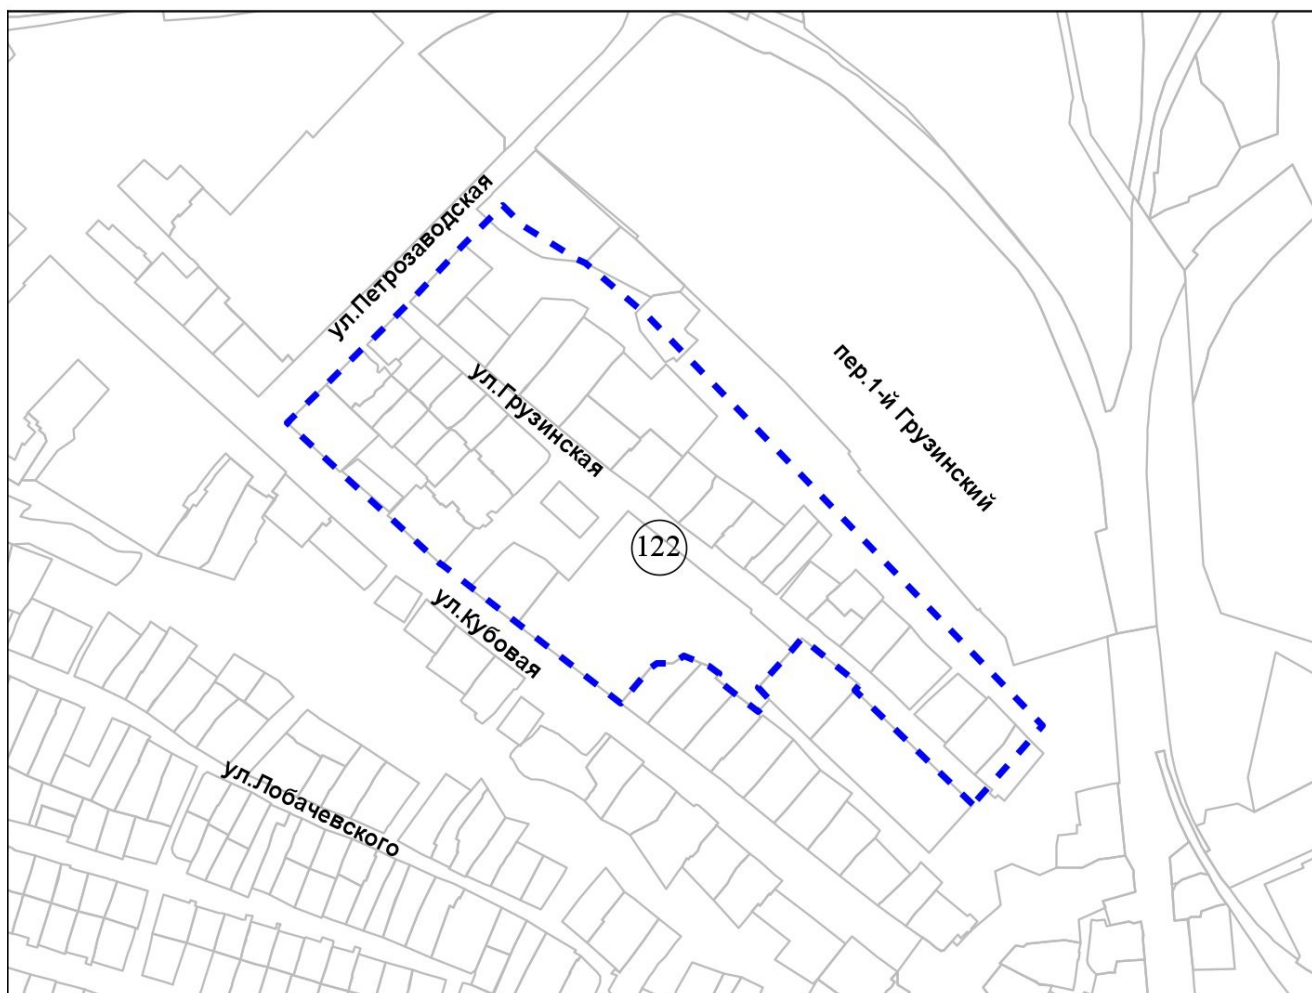 ул.Петрозаводская
пер.1-й Грузинский
ул.Грузинская
122
ул.Кубовая
ул.Лобачевского